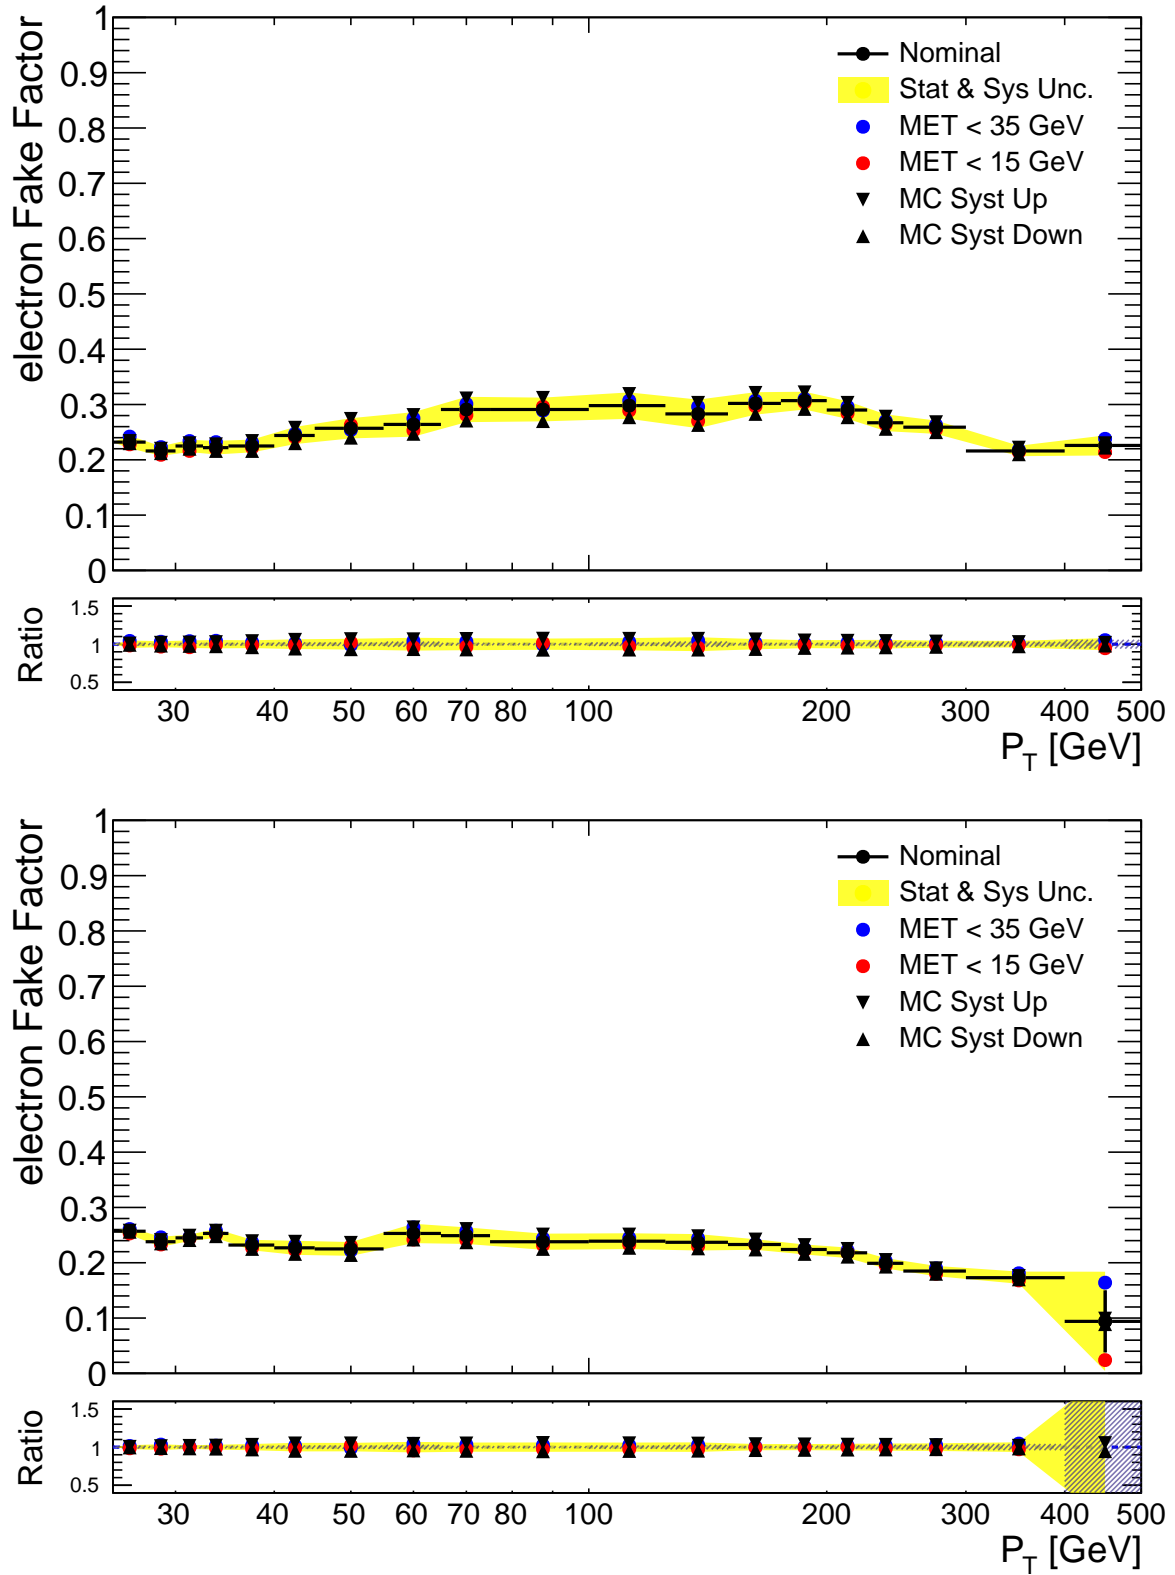 electron Fake Factor
1
0.9
0.8
0.7
0.6
0.5
0.4
0.3
0.2
0.1
0
Nominal
Stat & Sys Unc.
MET < 35 GeV
MET < 15 GeV
MC Syst Up
MC Syst Down
Ratio
1.5
1
0.5
30 40 50 60 70 80 100 200 300 400 500
P_T [GeV]
electron Fake Factor
1
0.9
0.8
0.7
0.6
0.5
0.4
0.3
0.2
0.1
0
Nominal
Stat & Sys Unc.
MET < 35 GeV
MET < 15 GeV
MC Syst Up
MC Syst Down
Ratio
1.5
1
0.5
30 40 50 60 70 80 100 200 300 400 500
P_T [GeV]